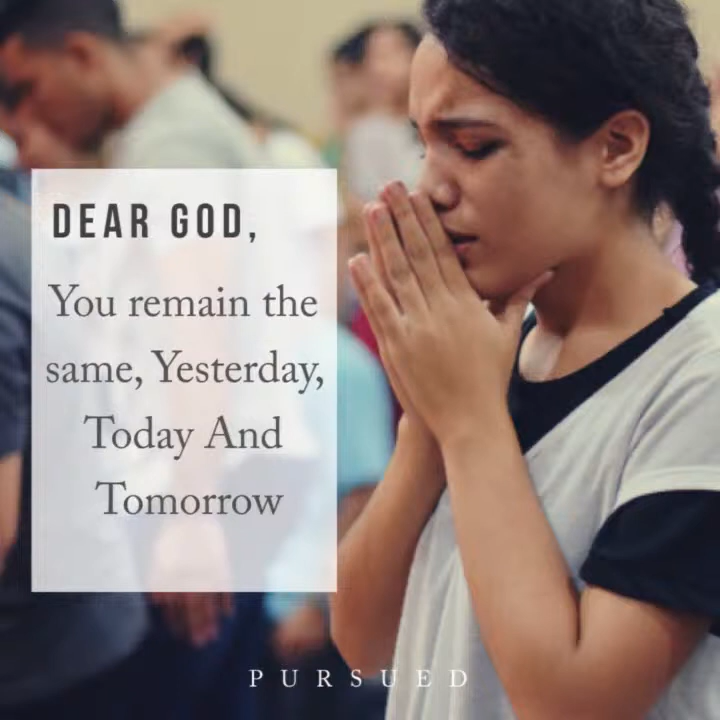 DEAR GOD,
You remain the
same, Yesterday,
Today And
Tomorrow
PURSUED